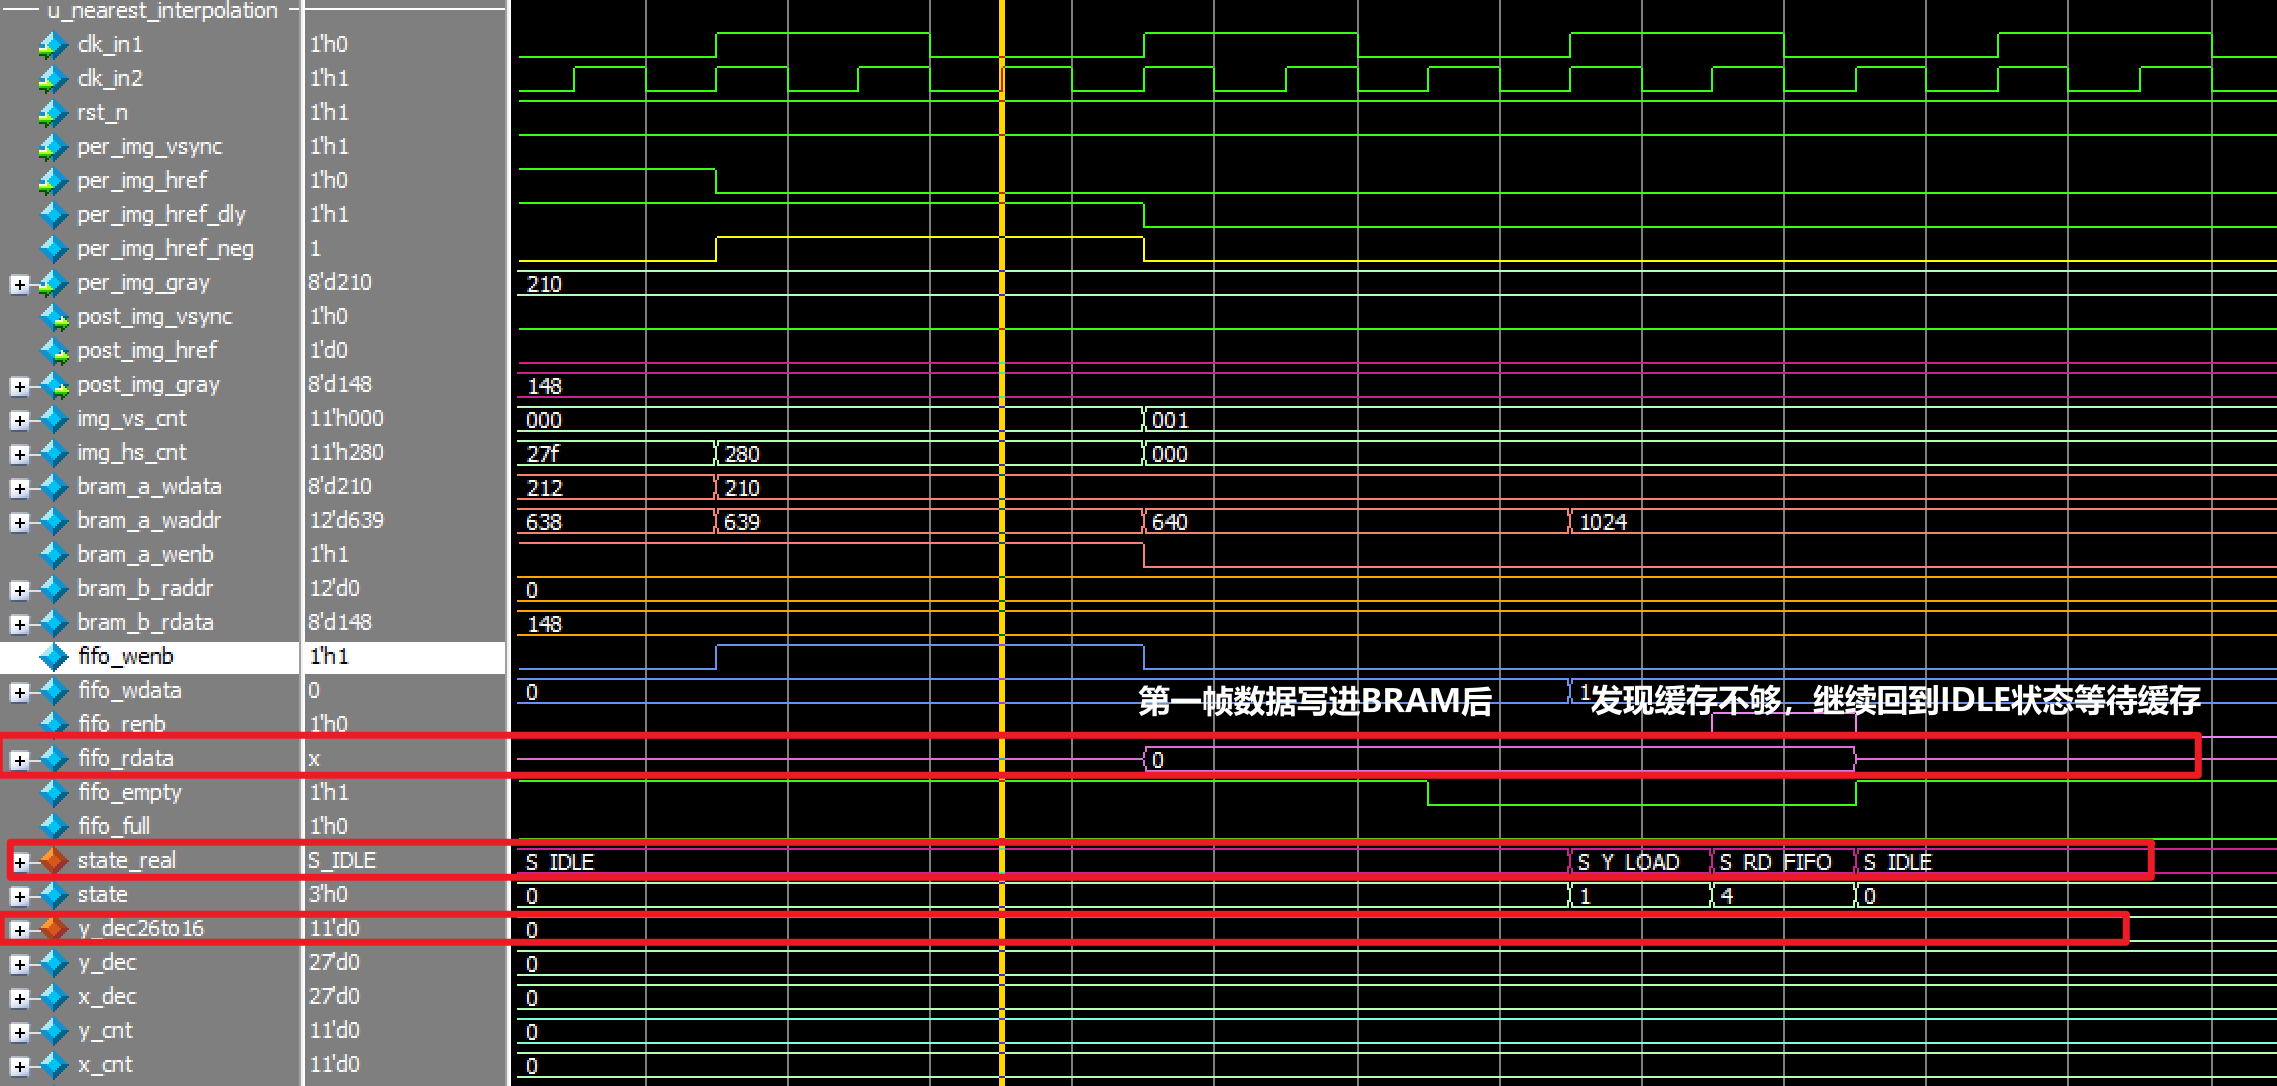 u_nearest_interpolation
clk_in1 1'h0
clk_in2 1'h1
rst_n 1'h1
per_img_vsync 1'h1
per_img_href 1'h0
per_img_href_dly 1'h1
per_img_href_neg 1
per_img_gray 8'd210 210
post_img_vsync 1'h0
post_img_href 1'd0
post_img_gray 8'd148 148
img_vs_cnt 11'h000 000 001
img_hs_cnt 11'h280 27f 280 000
bram_a_wdata 8'd210 212 210
bram_a_waddr 12'd639 638 639 640 1024
bram_a_wenb 1'h1
bram_b_raddr 12'd0 0
bram_b_rdata 8'd148 148
fifo_wenb 1'h1
fifo_wdata 0 0 1
第一帧数据写进BRAM后 发现缓存不够，继续回到IDLE状态等待缓存
fifo_renb 1'h0
fifo_rdata x 0
fifo_empty 1'h1
fifo_full 1'h0
state_real S_IDLE S_IDLE S_Y_LOAD S_RD_FIFO S_IDLE
state 3'h0 0 1 4 0
y_dec26to16 11'd0 0
y_dec 27'd0 0
x_dec 27'd0 0
y_cnt 11'd0 0
x_cnt 11'd0 0